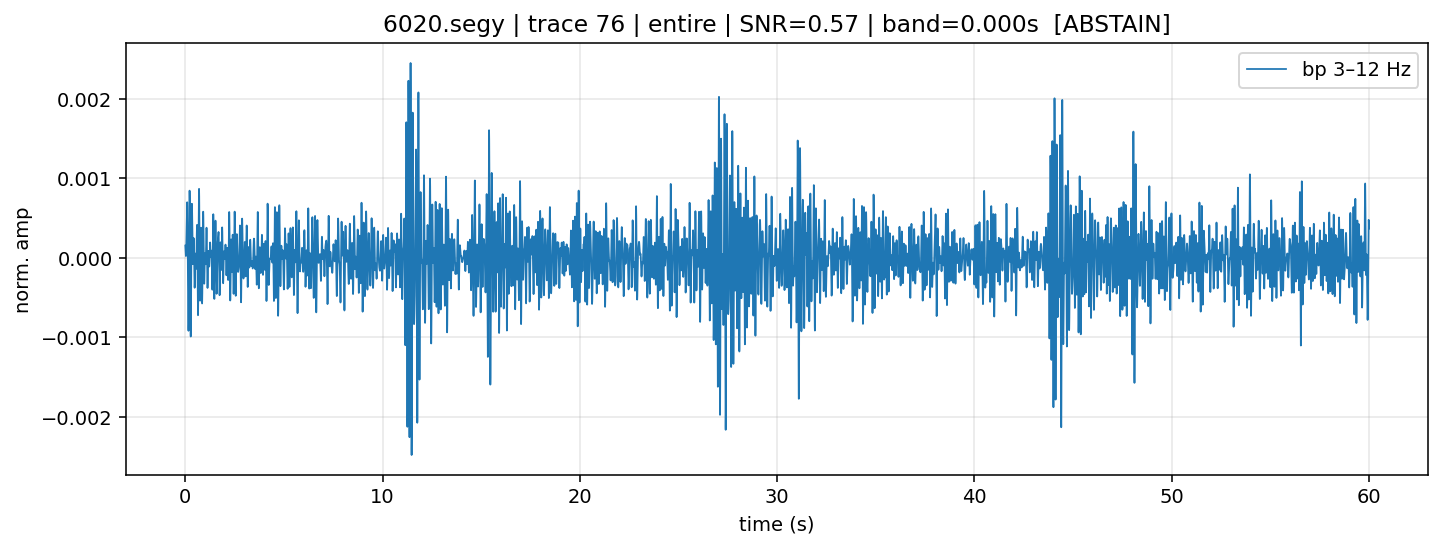 6020.segy | trace 76 | entire | SNR=0.57 | band=0.000s  [ABSTAIN]
bp 3–12 Hz
norm. amp
0.002
0.001
0.000
−0.001
−0.002
0 10 20 30 40 50 60
time (s)